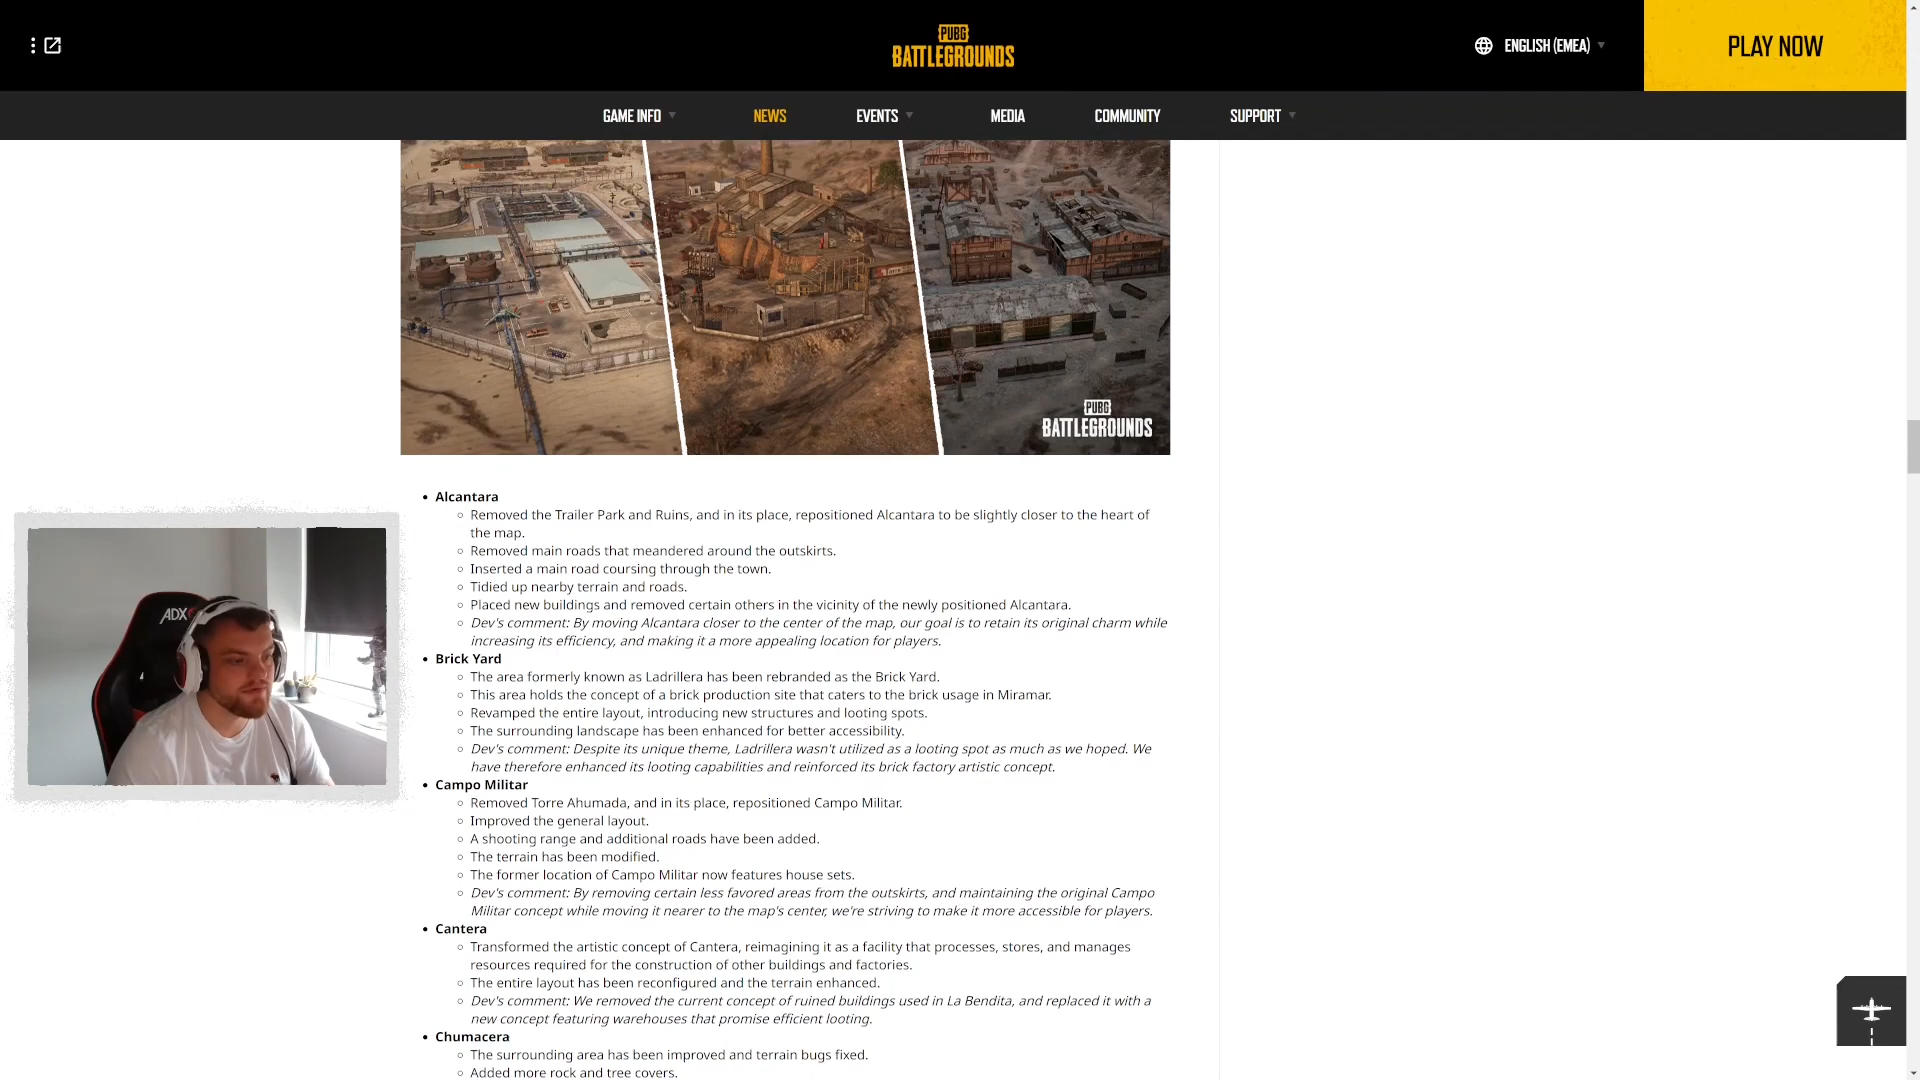 PUBG
BATTLEGROUNDS
ENGLISH (EMEA)
PLAY NOW
GAME INFO
NEWS
EVENTS
MEDIA
COMMUNITY
SUPPORT
PUBG
BATTLEGROUNDS
ADX
• Alcantara
○ Removed the Trailer Park and Ruins, and in its place, repositioned Alcantara to be slightly closer to the heart of
the map.
○ Removed main roads that meandered around the outskirts.
○ Inserted a main road coursing through the town.
○ Tidied up nearby terrain and roads.
○ Placed new buildings and removed certain others in the vicinity of the newly positioned Alcantara.
○ Dev's comment: By moving Alcantara closer to the center of the map, our goal is to retain its original charm while
increasing its efficiency, and making it a more appealing location for players.
• Brick Yard
○ The area formerly known as Ladrillera has been rebranded as the Brick Yard.
○ This area holds the concept of a brick production site that caters to the brick usage in Miramar.
○ Revamped the entire layout, introducing new structures and looting spots.
○ The surrounding landscape has been enhanced for better accessibility.
○ Dev's comment: Despite its unique theme, Ladrillera wasn't utilized as a looting spot as much as we hoped. We
have therefore enhanced its looting capabilities and reinforced its brick factory artistic concept.
• Campo Militar
○ Removed Torre Ahumada, and in its place, repositioned Campo Militar.
○ Improved the general layout.
○ A shooting range and additional roads have been added.
○ The terrain has been modified.
○ The former location of Campo Militar now features house sets.
○ Dev's comment: By removing certain less favored areas from the outskirts, and maintaining the original Campo
Militar concept while moving it nearer to the map's center, we're striving to make it more accessible for players.
• Cantera
○ Transformed the artistic concept of Cantera, reimagining it as a facility that processes, stores, and manages
resources required for the construction of other buildings and factories.
○ The entire layout has been reconfigured and the terrain enhanced.
○ Dev's comment: We removed the current concept of ruined buildings used in La Bendita, and replaced it with a
new concept featuring warehouses that promise efficient looting.
• Chumacera
○ The surrounding area has been improved and terrain bugs fixed.
○ Added more rock and tree covers.